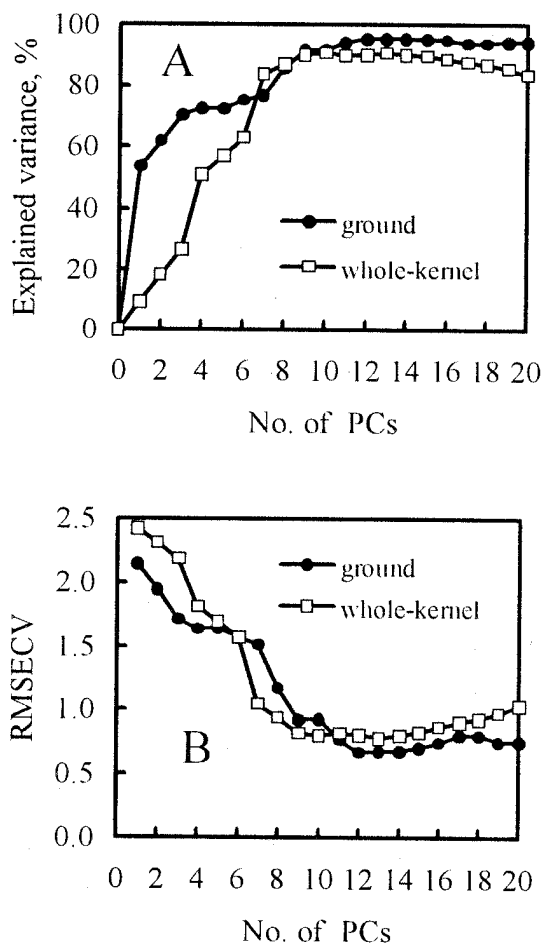 100
A
80
60
40
20
0
Explained variance, %
ground
whole-kernel
0 2 4 6 8 10 12 14 16 18 20
No. of PCs
2.5
2.0
1.5
1.0
0.5
0.0
RMSECV
ground
whole-kernel
B
0 2 4 6 8 10 12 14 16 18 20
No. of PCs